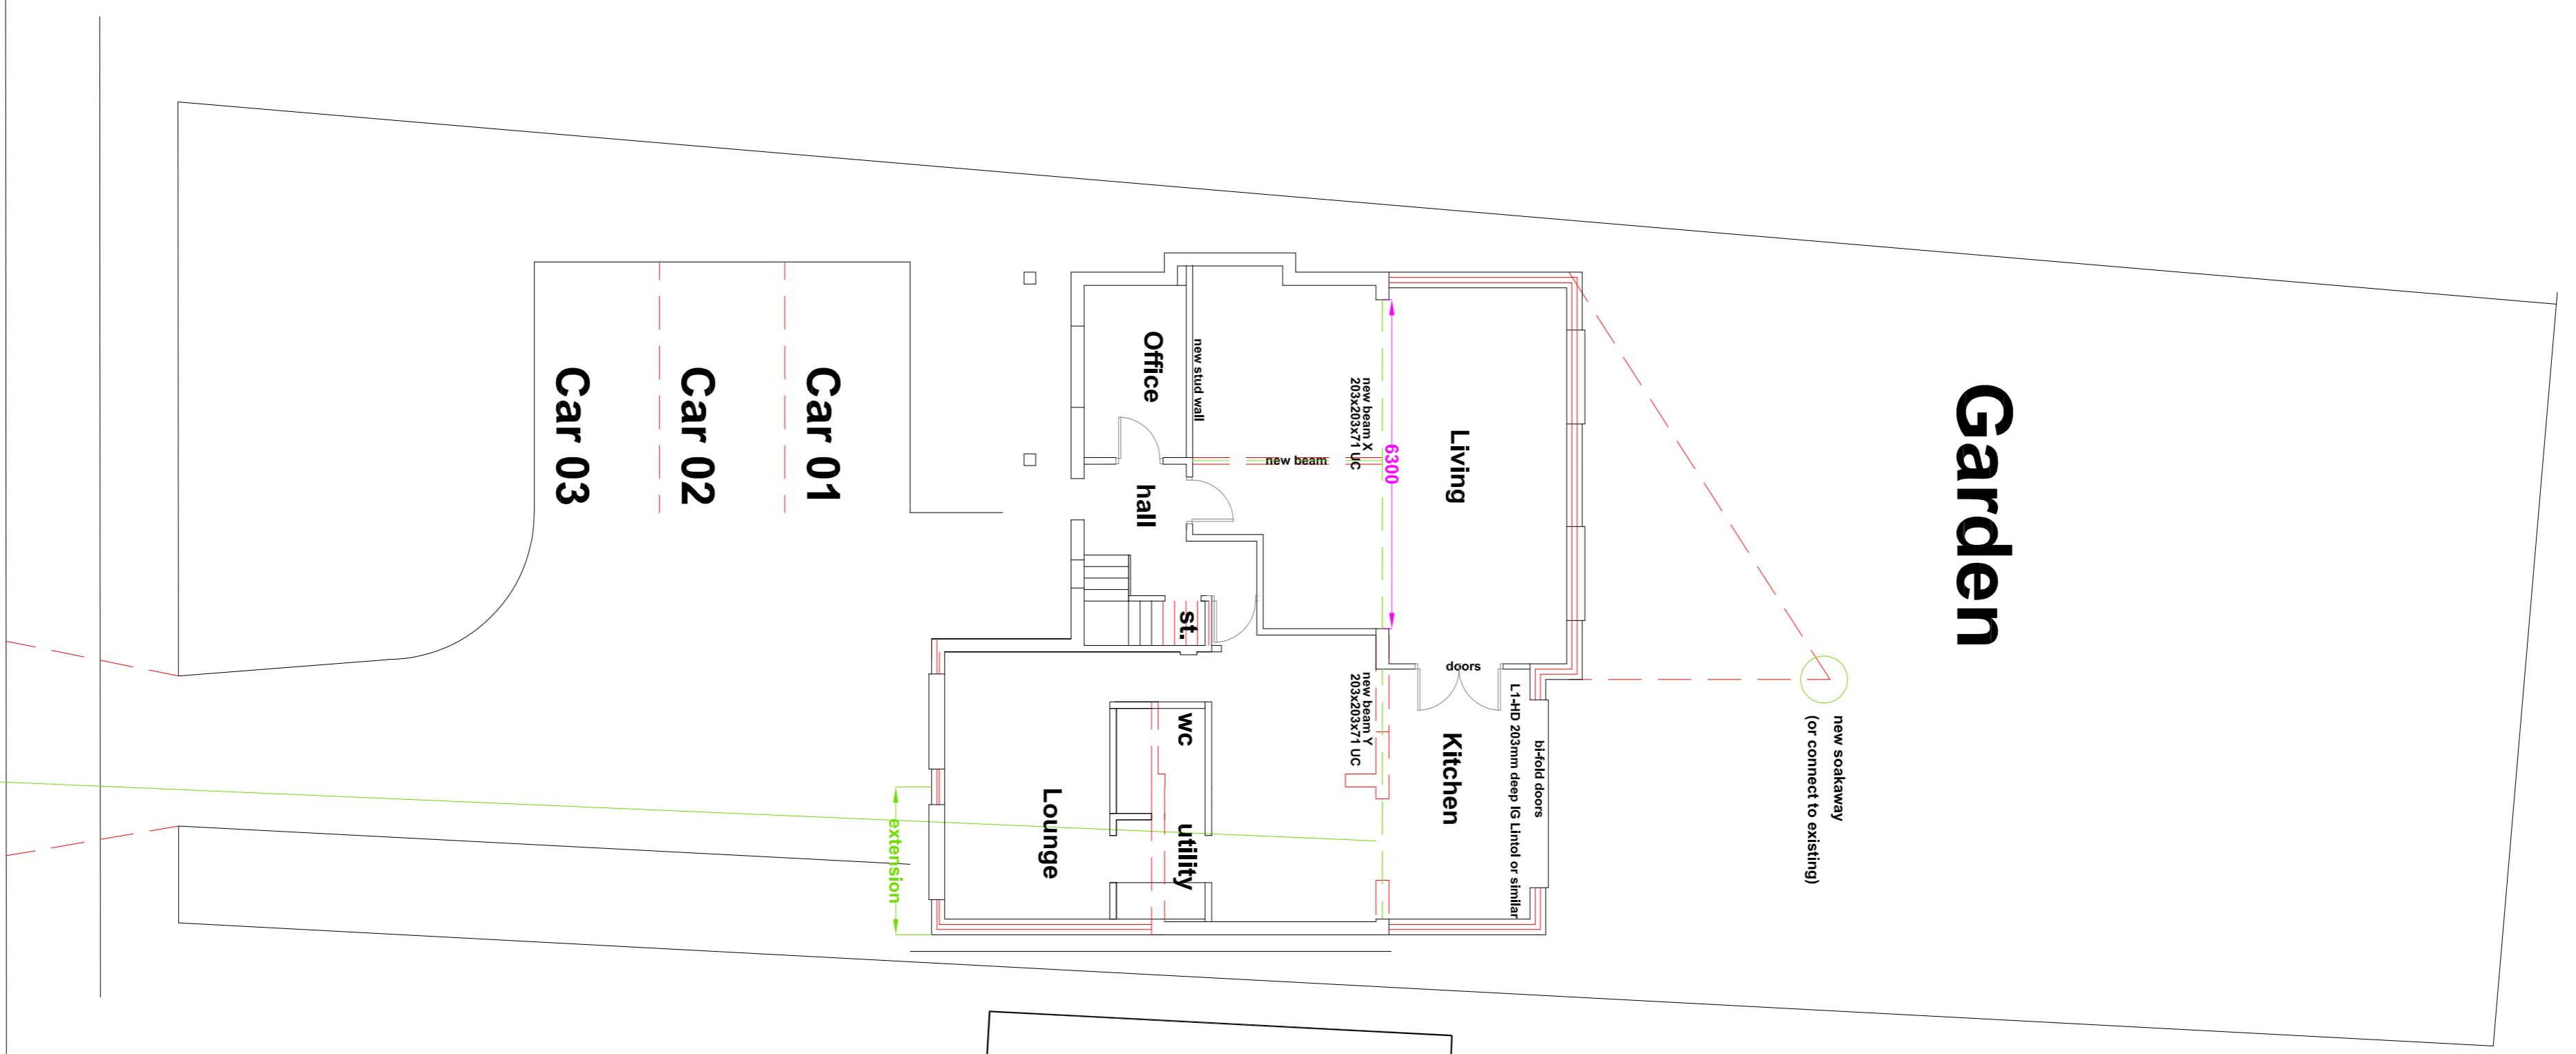 Garden
Living
6300
new beam X
203x203x71 UC
new beam
new stud wall
Office
hall
st.
Car 01
Car 02
Car 03
doors
new soakaway
(or connect to existing)
bi-fold doors
L1-HD 203mm deep IG Lintol or similar
Kitchen
new beam Y
203x203x71 UC
wc
utility
Lounge
extension